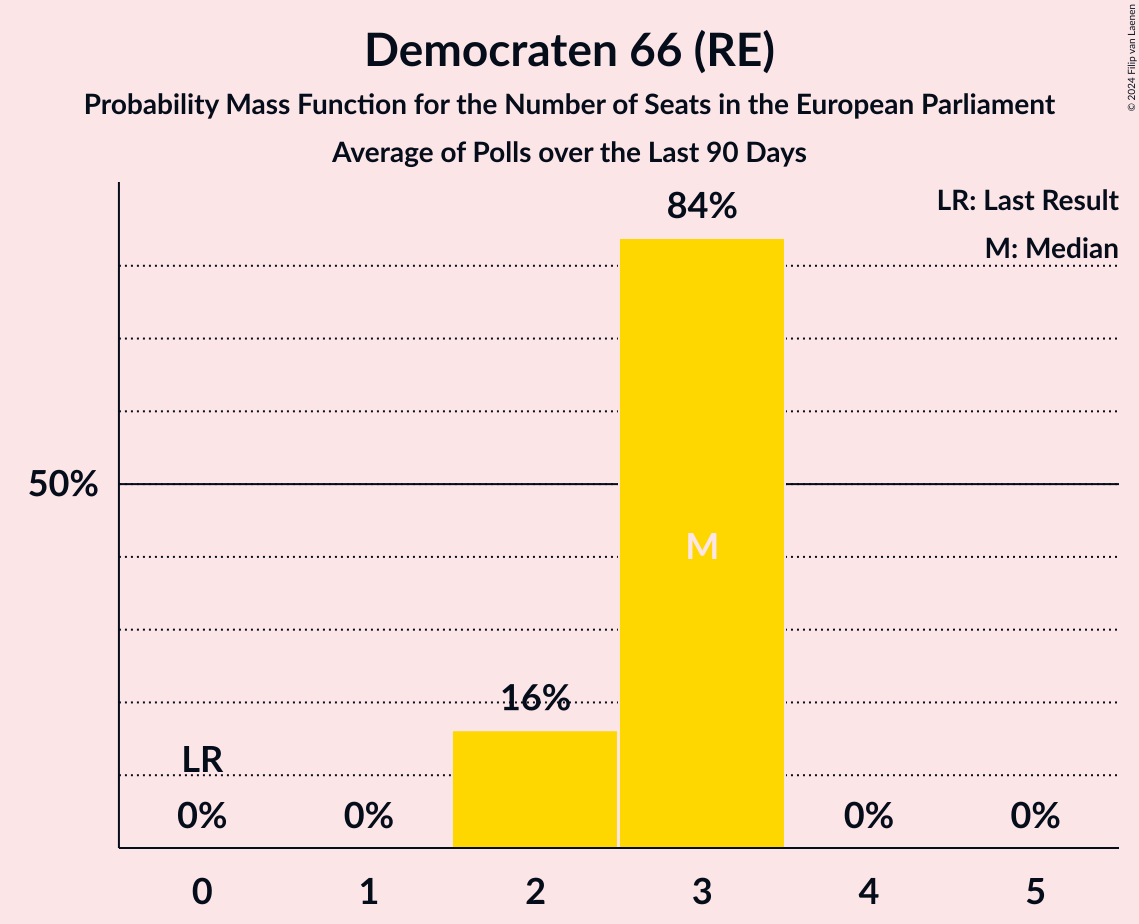 Democraten 66 (RE)
Probability Mass Function for the Number of Seats in the European Parliament
Average of Polls over the Last 90 Days
© 2024 Filip van Laenen
LR: Last Result
M: Median
84%
50%
M
16%
LR
0%
0%
0%
0%
0
1
2
3
4
5